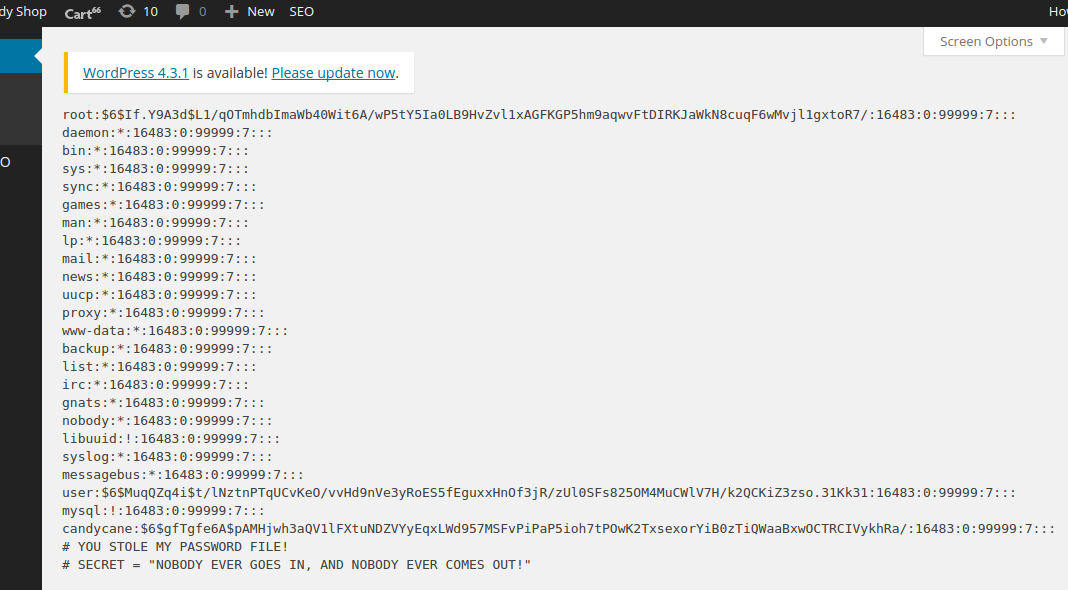 dy Shop Cart66 10 0 New SEO Ho
Screen Options
WordPress 4.3.1 is available! Please update now.
root:$6$If.Y9A3d$L1/qOTmhdbImaWb40Wit6A/wP5tY5Ia0LB9HvZvl1xAGFKGP5hm9aqwvFtDIRKJaWkN8cuqF6wMvjl1gxtoR7/:16483:0:99999:7:::
daemon:*:16483:0:99999:7:::
bin:*:16483:0:99999:7:::
sys:*:16483:0:99999:7:::
sync:*:16483:0:99999:7:::
games:*:16483:0:99999:7:::
man:*:16483:0:99999:7:::
lp:*:16483:0:99999:7:::
mail:*:16483:0:99999:7:::
news:*:16483:0:99999:7:::
O
uucp:*:16483:0:99999:7:::
proxy:*:16483:0:99999:7:::
www-data:*:16483:0:99999:7:::
backup:*:16483:0:99999:7:::
list:*:16483:0:99999:7:::
irc:*:16483:0:99999:7:::
gnats:*:16483:0:99999:7:::
nobody:*:16483:0:99999:7:::
libuuid:!:16483:0:99999:7:::
syslog:*:16483:0:99999:7:::
messagebus:*:16483:0:99999:7:::
user:$6$MuqQZq4i$t/lNztnPTqUCvKeO/vvHd9nVe3yRoES5fEguxxHnOf3jR/zUl0SFs825OM4MuCWlV7H/k2QCKiZ3zso.31Kk31:16483:0:99999:7:::
mysql:!:16483:0:99999:7:::
candycane:$6$gfTgfe6A$pAMHjwh3aQV1lFXtuNDZVYyEqxLWd957MSFvPiPaP5ioh7tPOwK2TxsexorYiB0zTiQWaaBxwOCTRCIVykhRa/:16483:0:99999:7:::
# YOU STOLE MY PASSWORD FILE!
# SECRET = "NOBODY EVER GOES IN, AND NOBODY EVER COMES OUT!"